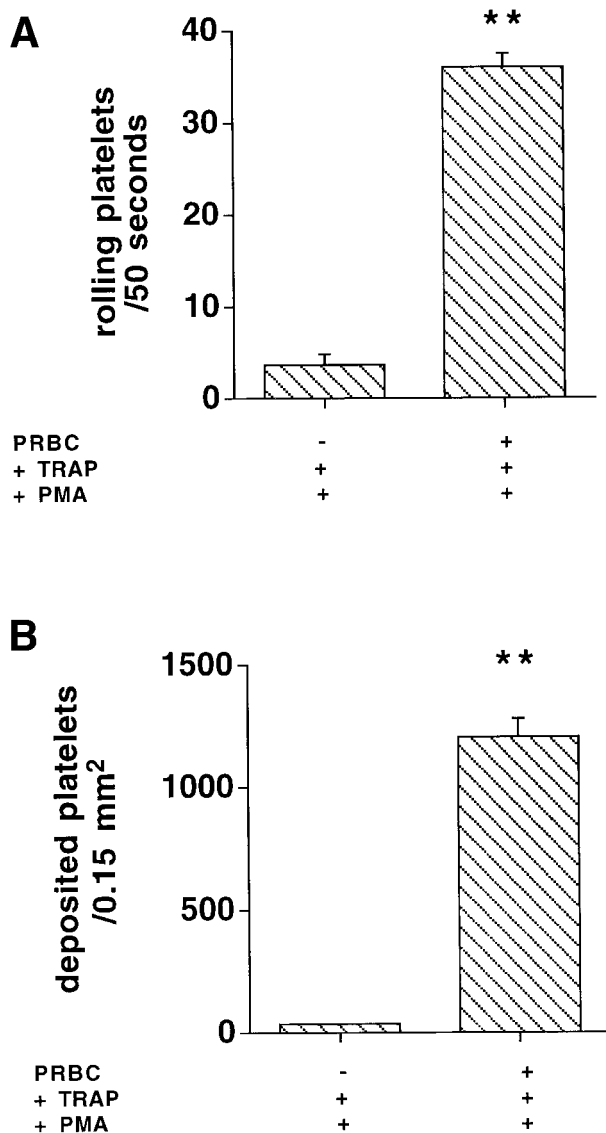 A
**
40
30
20
10
0
rolling platelets
/50 seconds
PRBC - +
+ TRAP + +
+ PMA + +
B
**
1500
1000
500
0
deposited platelets
/0.15 mm²
PRBC - +
+ TRAP + +
+ PMA + +